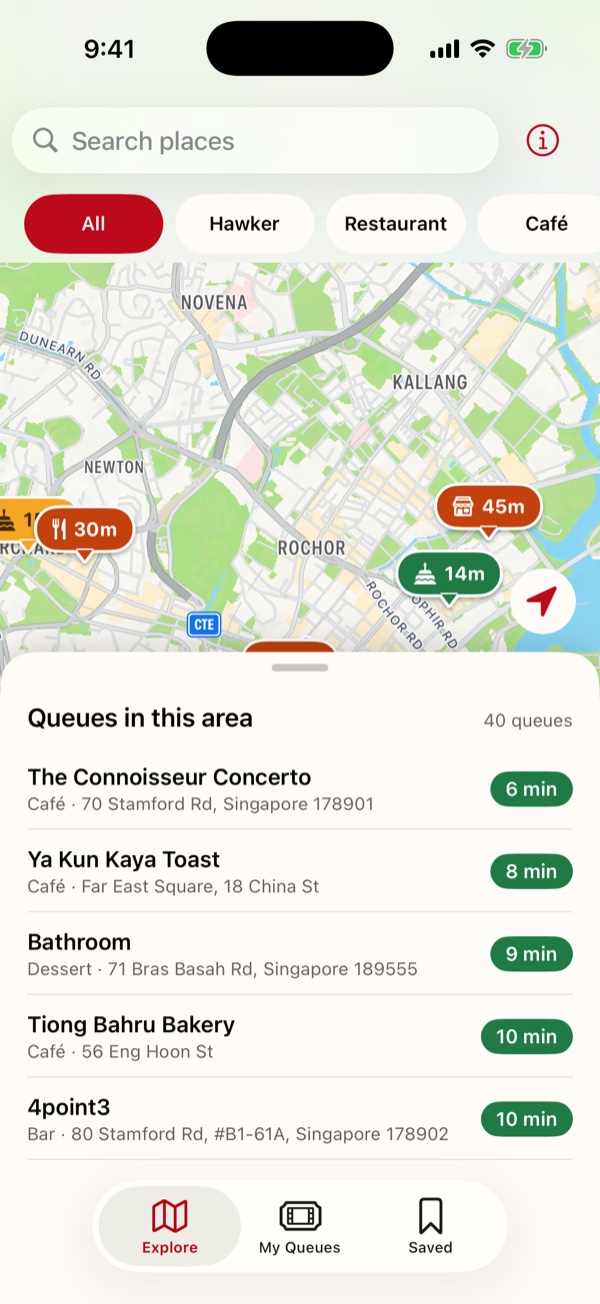 9:41
Search places
All
Hawker
Restaurant
Café
NOVENA
DUNEARN RD
KALLANG
NEWTON
45m
30m
ROCHOR
14m
ROCHOR RD
OPHIR RD
CTE
Queues in this area
40 queues
The Connoisseur Concerto
Café · 70 Stamford Rd, Singapore 178901
6 min
Ya Kun Kaya Toast
Café · Far East Square, 18 China St
8 min
Bathroom
Dessert · 71 Bras Basah Rd, Singapore 189555
9 min
Tiong Bahru Bakery
Café · 56 Eng Hoon St
10 min
4point3
Bar · 80 Stamford Rd, #B1-61A, Singapore 178902
10 min
Explore
My Queues
Saved